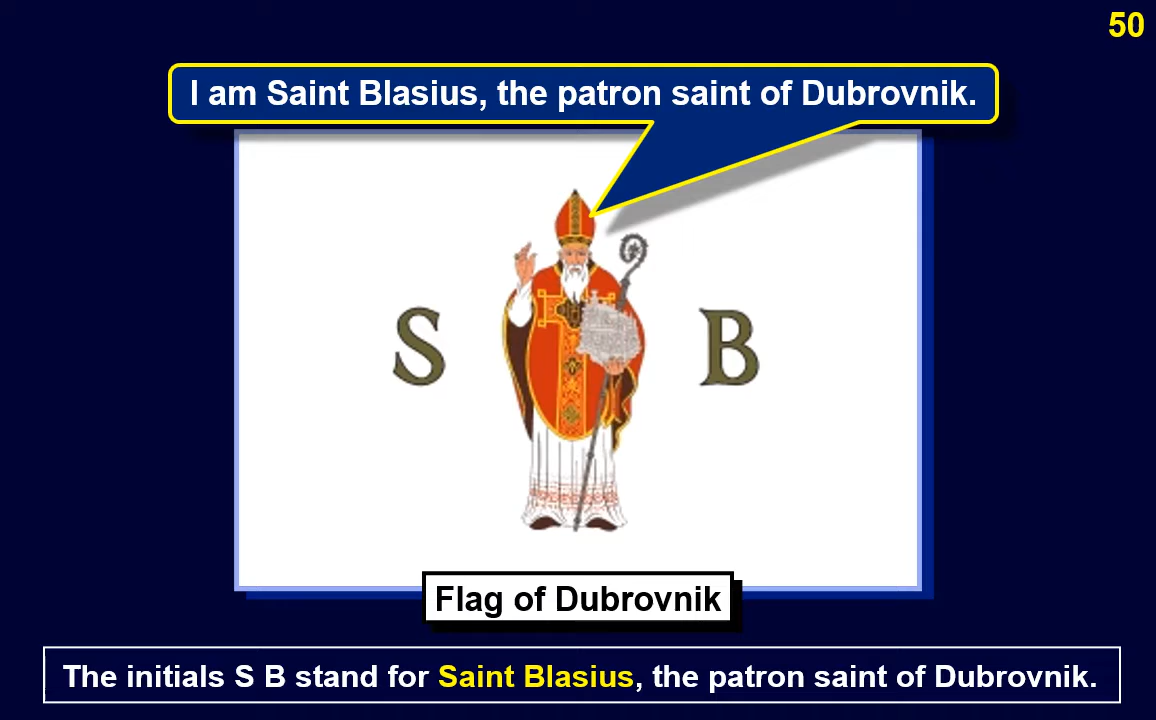 50
I am Saint Blasius, the patron saint of Dubrovnik.
S B
Flag of Dubrovnik
The initials S B stand for Saint Blasius, the patron saint of Dubrovnik.